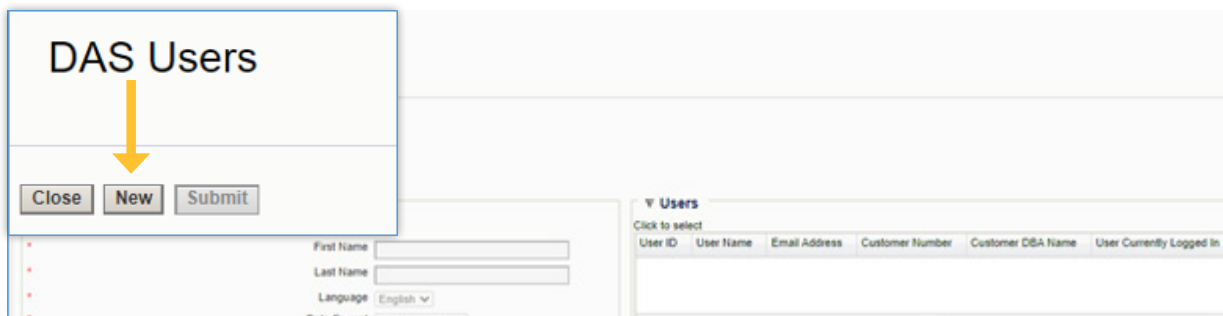 DAS Users
Close New Submit
* First Name
* Last Name
* Language English
▼ Users
Click to select
User ID User Name Email Address Customer Number Customer DBA Name User Currently Logged In